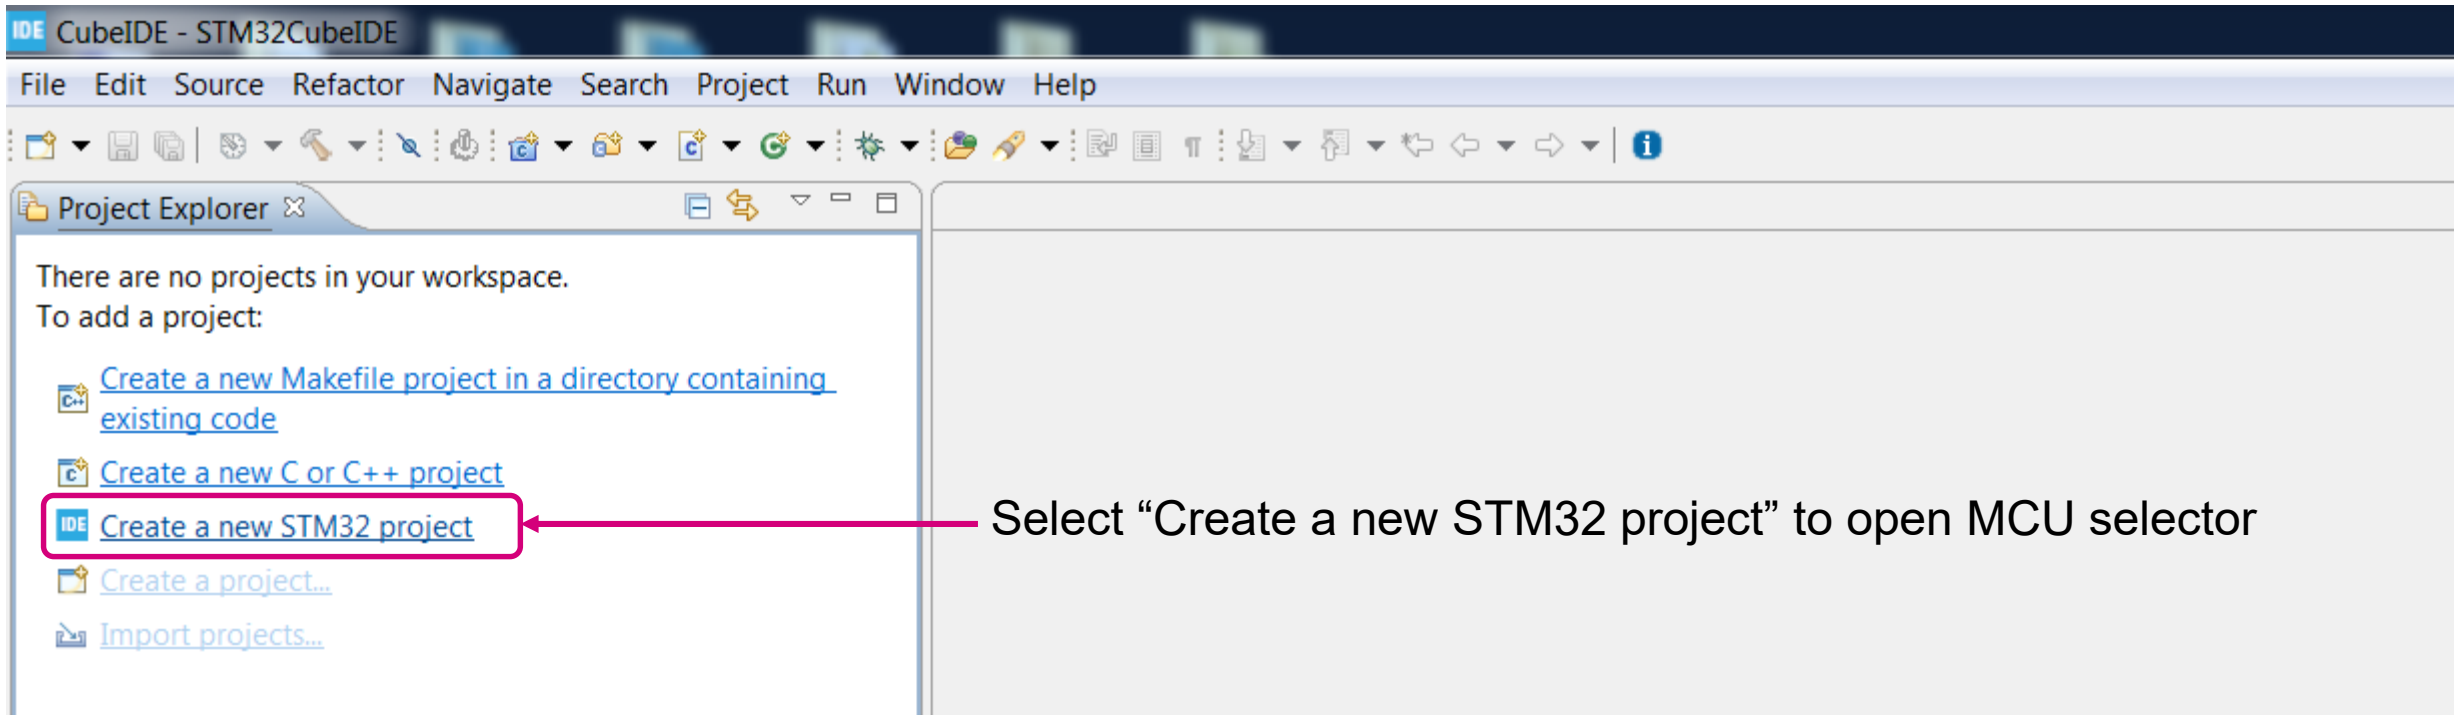 IDE CubeIDE - STM32CubeIDE
File Edit Source Refactor Navigate Search Project Run Window Help
Project Explorer
There are no projects in your workspace.
To add a project:
Create a new Makefile project in a directory containing
existing code
Create a new C or C++ project
IDE Create a new STM32 project
Select “Create a new STM32 project” to open MCU selector
Create a project...
Import projects...